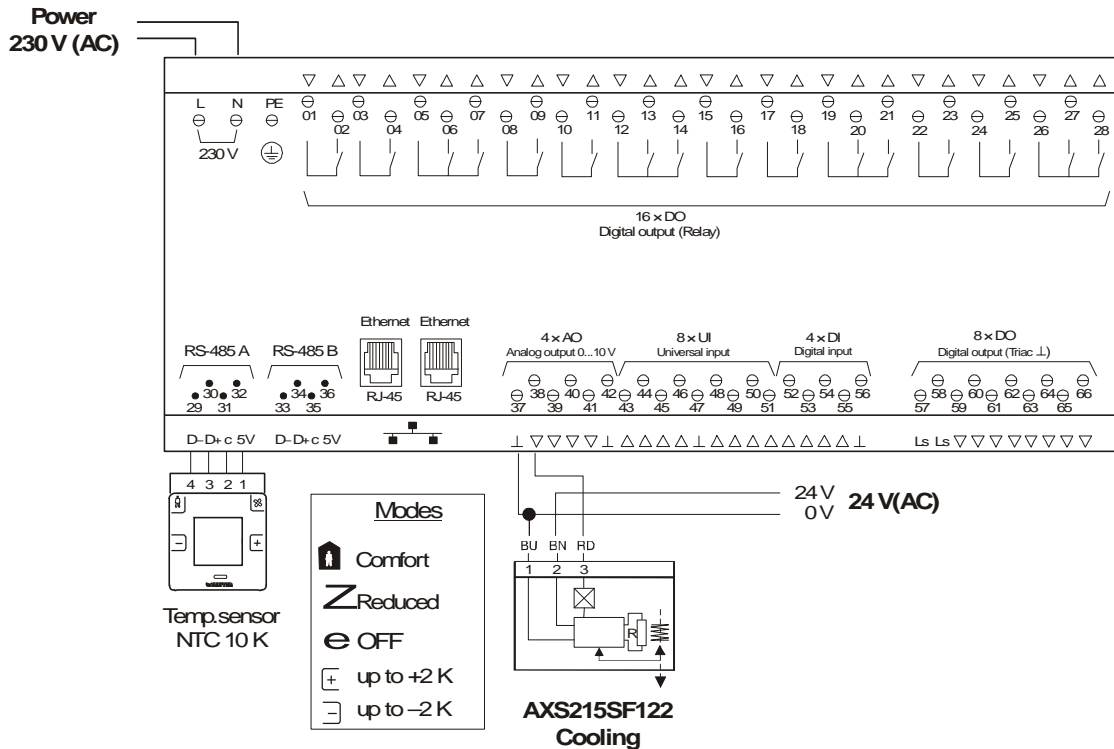 Power
230 V (AC)
L N PE
230 V
01 02 03 04 05 06 07 08 09 10 11 12 13 14 15 16 17 18 19 20 21 22 23 24 25 26 27 28
16 × DO
Digital output (Relay)
Ethernet Ethernet
RS-485 A RS-485 B
RJ-45 RJ-45
4 × AO
Analog output 0...10 V
8 × UI
Universal input
4 × DI
Digital input
8 × DO
Digital output (Triac ⊥)
29 30 31 32 33 34 35 36
37 38 39 40 41 42 43 44 45 46 47 48 49 50 51 52 53 54 55 56 57 58 59 60 61 62 63 64 65 66
D– D+ c 5V D– D+ c 5V
⊥ ⊥ ⊥ ⊥ Ls Ls
4 3 2 1
N
– +
Temp.sensor
NTC 10 K
Modes
Comfort
Reduced
OFF
+ up to +2 K
– up to –2 K
24 V
0 V
24 V(AC)
BU BN RD
1 2 3
R
AXS215SF122
Cooling